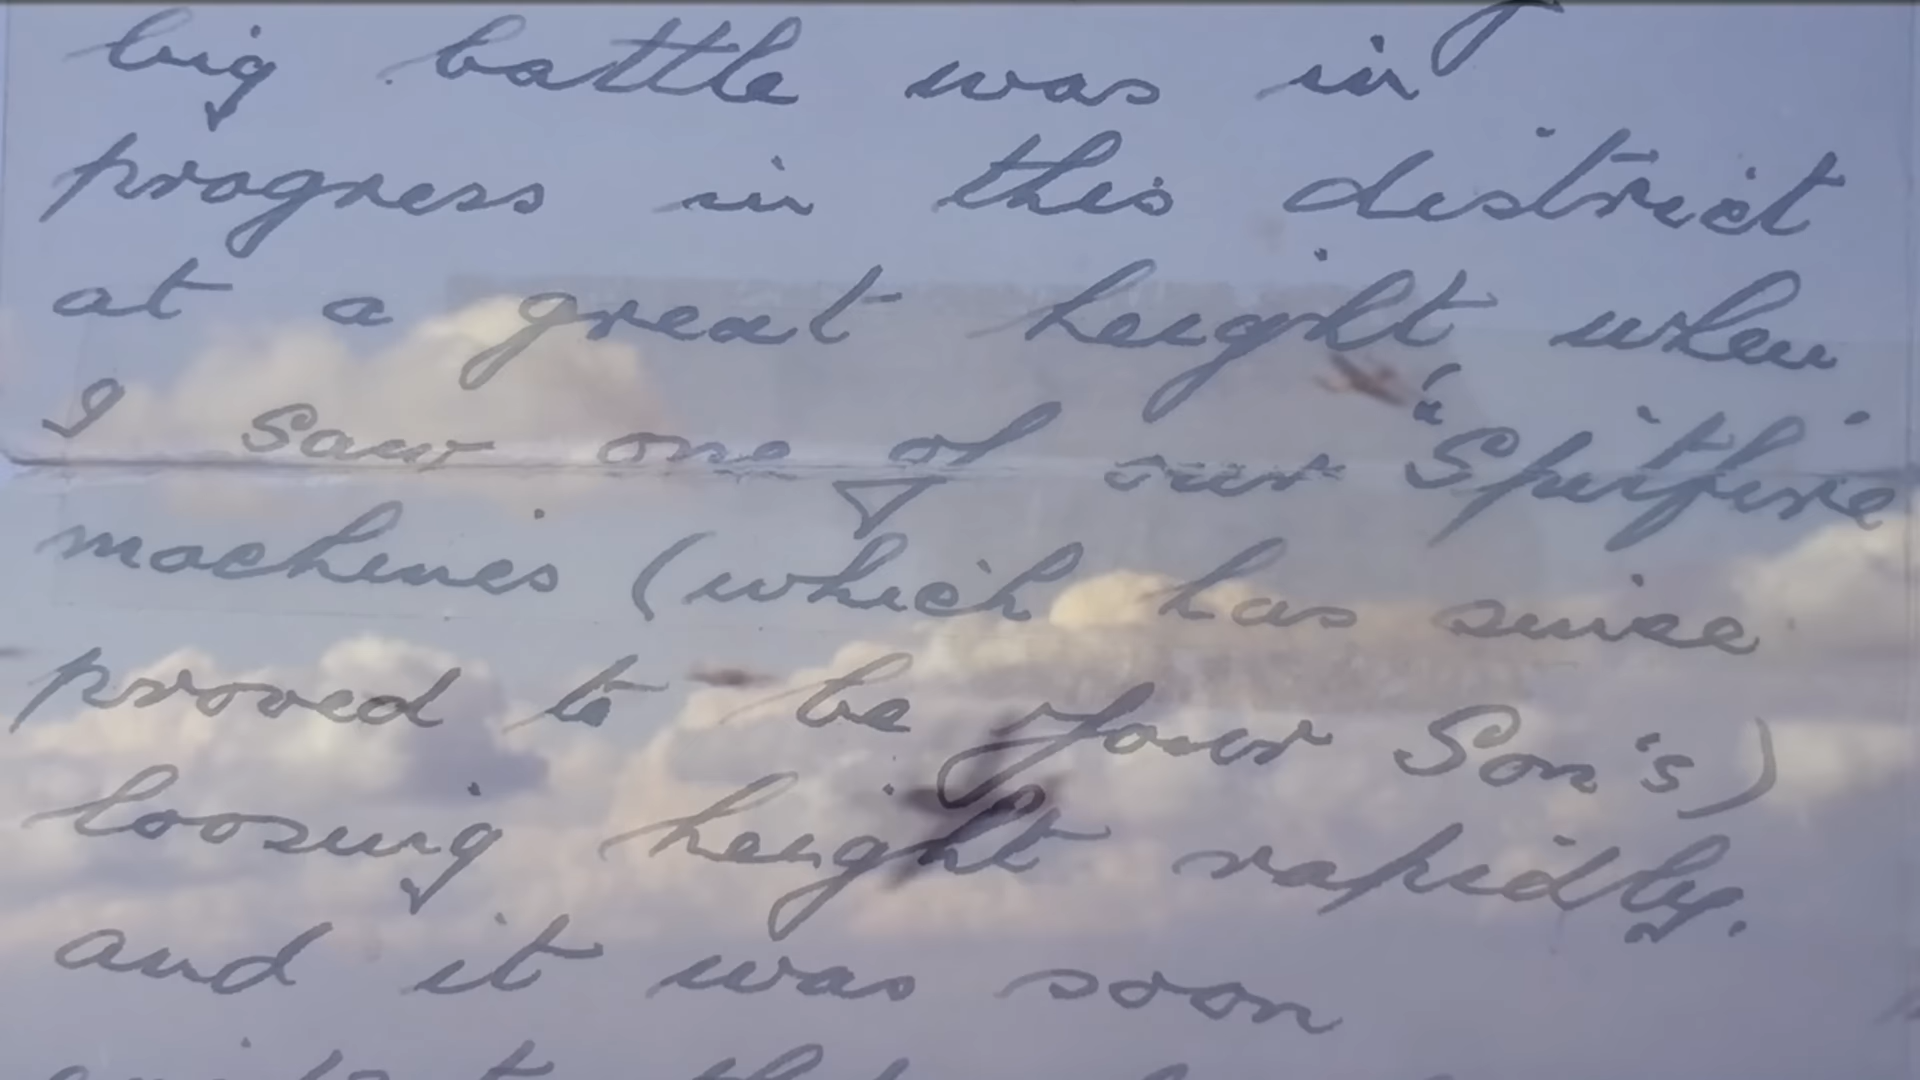 big battle was in
progress in this district
at a great height when
I saw one of our "Spitfire
machines (which has since
proved to be your Son's)
loosing height rapidly.
and it was soon